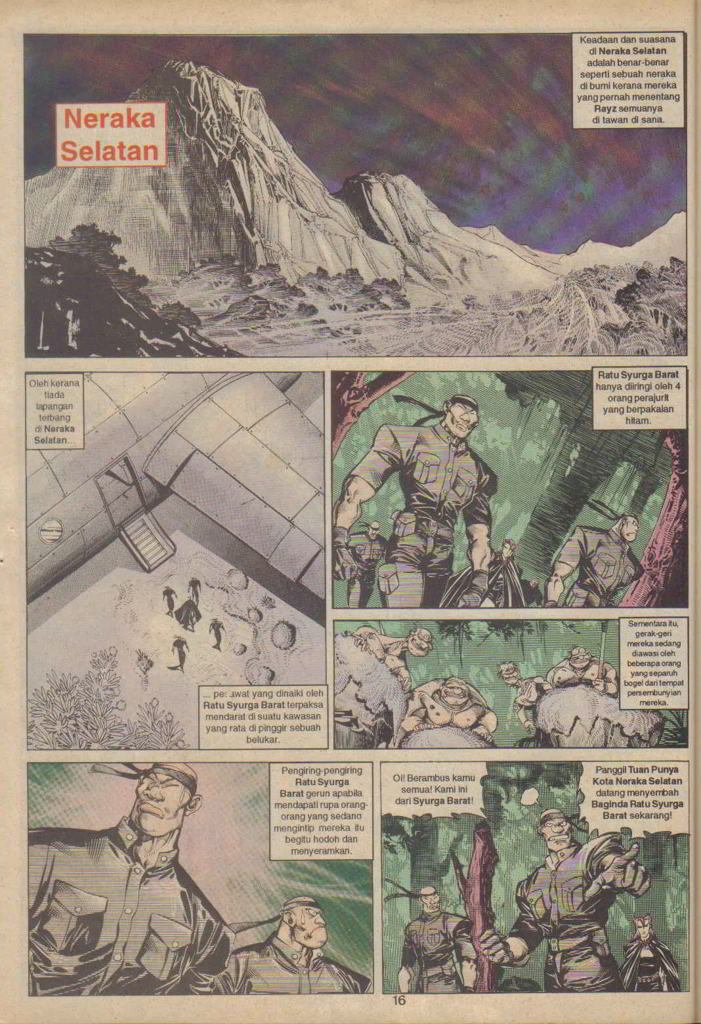 Neraka
Selatan
Keadaan dan suasana
di Neraka Selatan
adalah benar-benar
seperti sebuah neraka
di bumi kerana mereka
yang pernah menentang
Rayz semuanya
di tawan di sana.
Oleh kerana
tiada
lapangan
terbang
di Neraka
Selatan...
... pesawat yang dinaiki oleh
Ratu Syurga Barat terpaksa
mendarat di suatu kawasan
yang rata di pinggir sebuah
belukar.
Ratu Syurga Barat
hanya diiringi oleh 4
orang perajurit
yang berpakaian
hitam.
Sementara itu,
gerak-geri
mereka sedang
diawasi oleh
beberapa orang
yang separuh
bogel dari tempat
persembunyian
mereka.
Pengiring-pengiring
Ratu Syurga
Barat gerun apabila
mendapati rupa orang-
orang yang sedang
mengintip mereka itu
begitu hodoh dan
menyeramkan.
Oi! Berambus kamu
semua! Kami ini
dari Syurga Barat!
Panggil Tuan Punya
Kota Neraka Selatan
datang menyembah
Baginda Ratu Syurga
Barat sekarang!
16